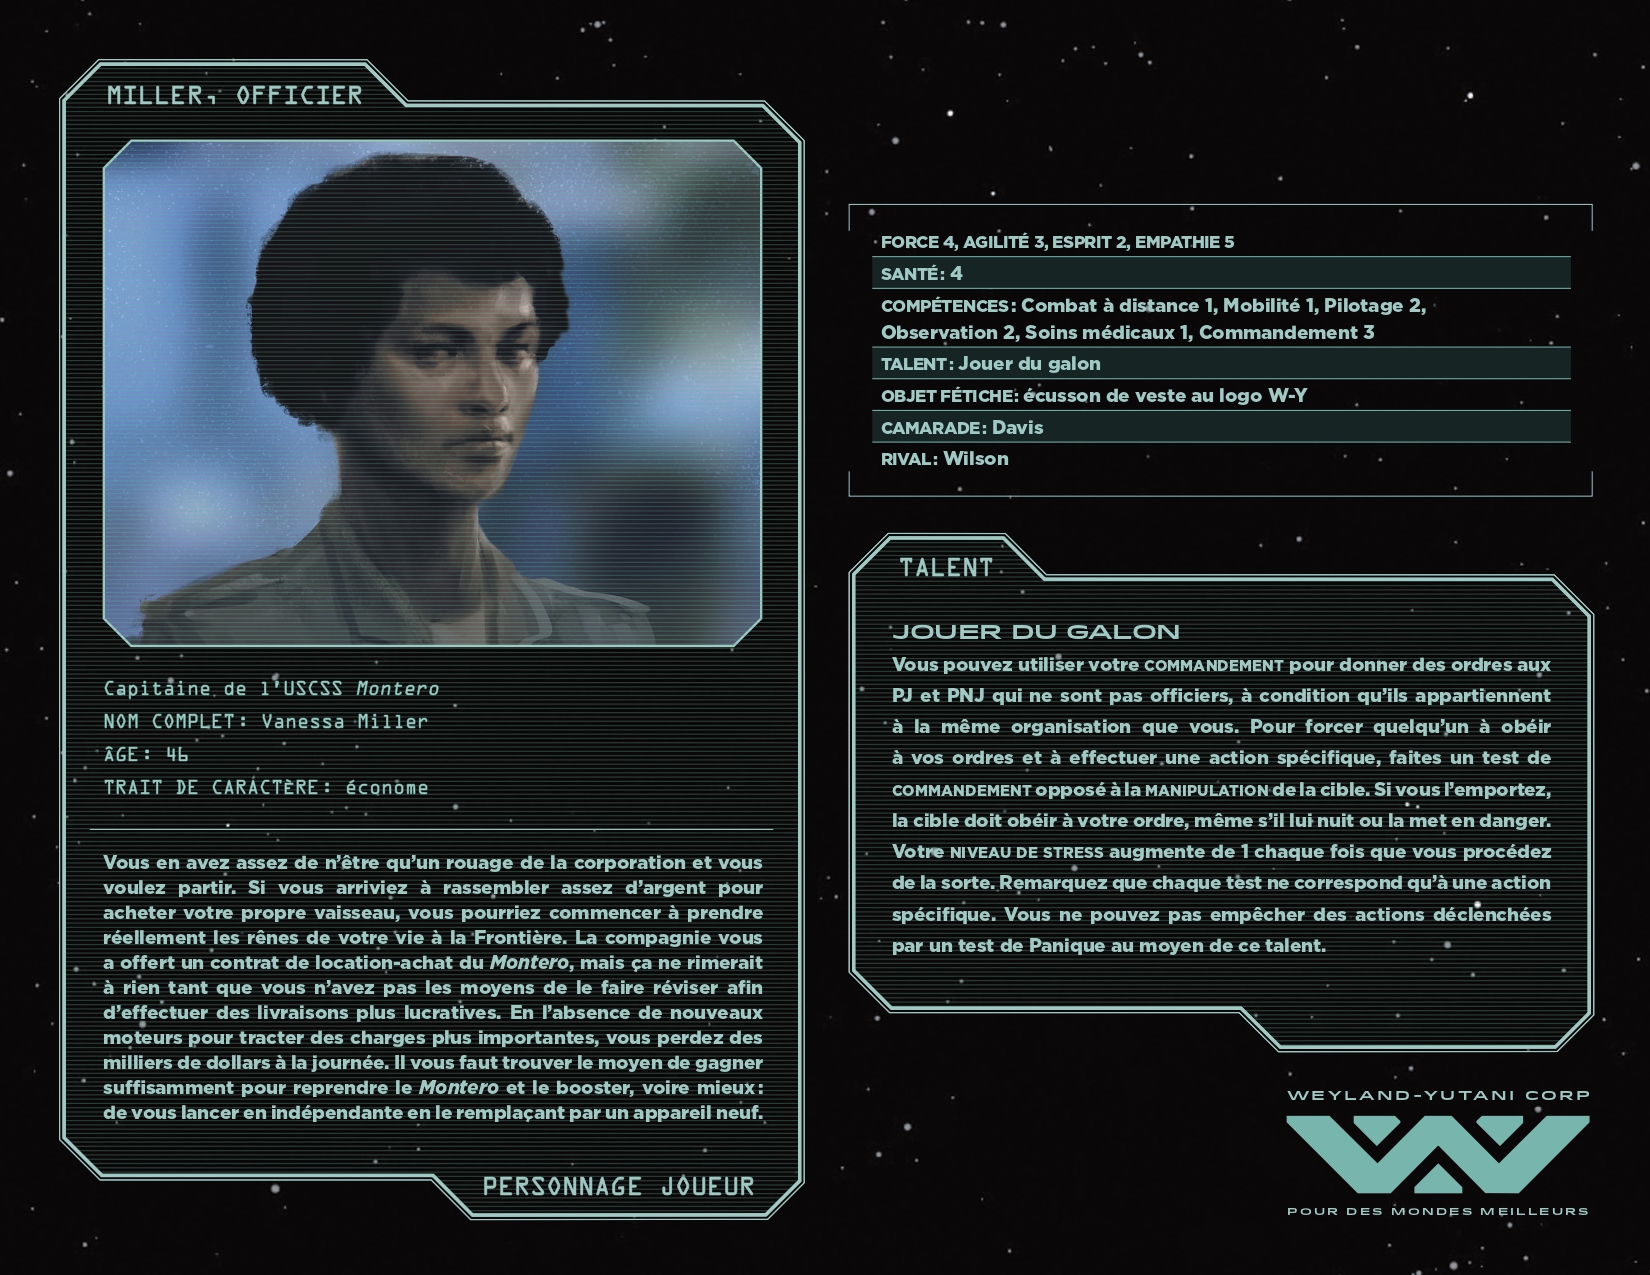 MILLER, OFFICIER
Capitaine de l'USCSS Montero
NOM COMPLET: Vanessa Miller
ÂGE: 46
TRAIT DE CARACTÈRE: économe
Vous en avez assez de n’être qu’un rouage de la corporation et vous
voulez partir. Si vous arriviez à rassembler assez d’argent pour
acheter votre propre vaisseau, vous pourriez commencer à prendre
réellement les rênes de votre vie à la Frontière. La compagnie vous
a offert un contrat de location-achat du Montero, mais ça ne rimerait
à rien tant que vous n’avez pas les moyens de le faire réviser afin
d’effectuer des livraisons plus lucratives. En l’absence de nouveaux
moteurs pour tracter des charges plus importantes, vous perdez des
milliers de dollars à la journée. Il vous faut trouver le moyen de gagner
suffisamment pour reprendre le Montero et le booster, voire mieux :
de vous lancer en indépendante en le remplaçant par un appareil neuf.
PERSONNAGE JOUEUR
FORCE 4, AGILITÉ 3, ESPRIT 2, EMPATHIE 5
SANTÉ : 4
COMPÉTENCES : Combat à distance 1, Mobilité 1, Pilotage 2,
Observation 2, Soins médicaux 1, Commandement 3
TALENT : Jouer du galon
OBJET FÉTICHE : écusson de veste au logo W-Y
CAMARADE : Davis
RIVAL : Wilson
TALENT
JOUER DU GALON
Vous pouvez utiliser votre COMMANDEMENT pour donner des ordres aux
PJ et PNJ qui ne sont pas officiers, à condition qu’ils appartiennent
à la même organisation que vous. Pour forcer quelqu’un à obéir
à vos ordres et à effectuer une action spécifique, faites un test de
COMMANDEMENT opposé à la MANIPULATION de la cible. Si vous l’emportez,
la cible doit obéir à votre ordre, même s’il lui nuit ou la met en danger.
Votre NIVEAU DE STRESS augmente de 1 chaque fois que vous procédez
de la sorte. Remarquez que chaque test ne correspond qu’à une action
spécifique. Vous ne pouvez pas empêcher des actions déclenchées
par un test de Panique au moyen de ce talent.
WEYLAND-YUTANI CORP
POUR DES MONDES MEILLEURS